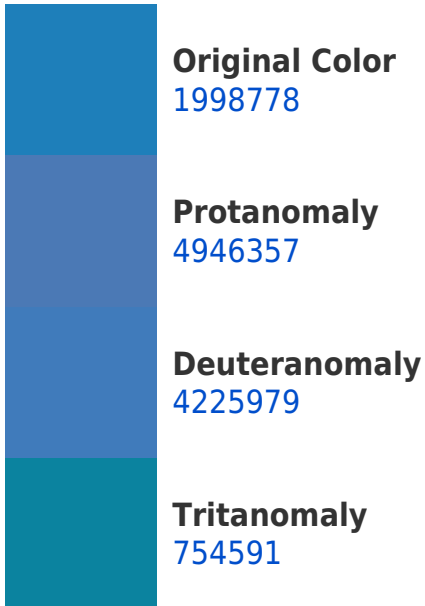 Original Color
1998778
Protanomaly
4946357
Deuteranomaly
4225979
Tritanomaly
754591